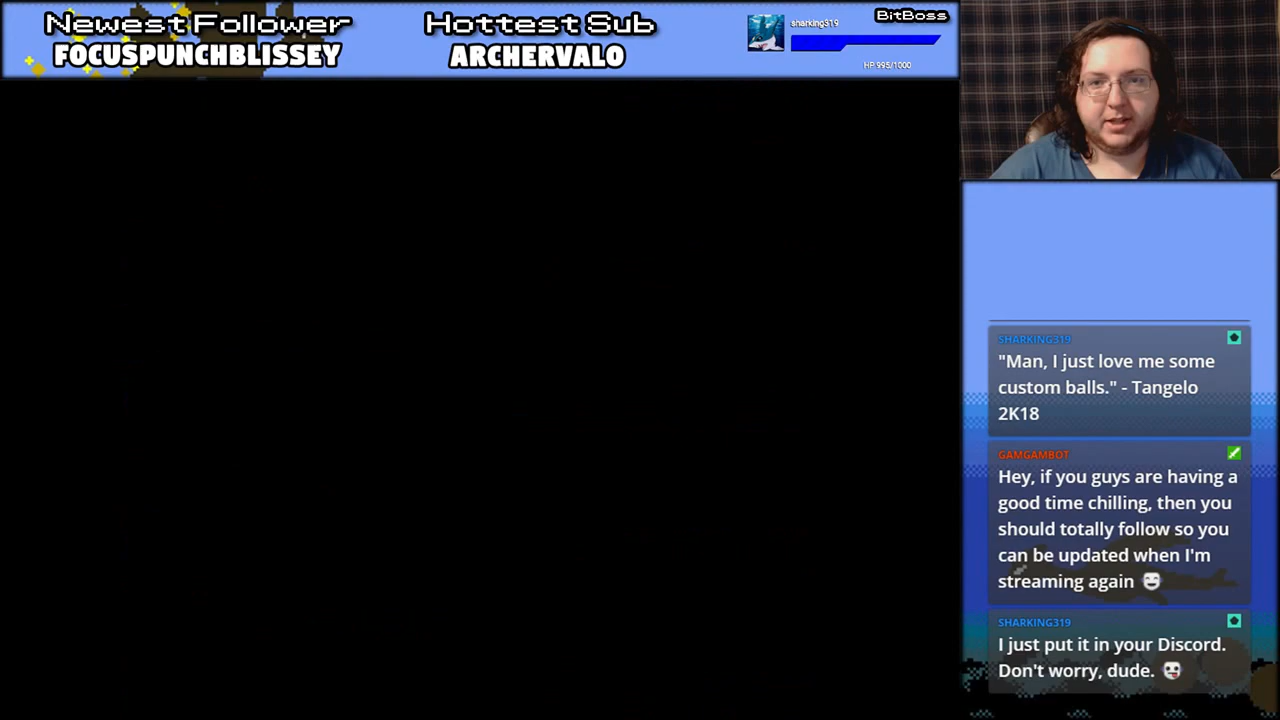 Newest Follower
FOCUSPUNCHBLISSEY
Hottest Sub
ARCHERVALO
sharking319
BitBoss
HP 995/1000
SHARKING319
"Man, I just love me some
custom balls." - Tangelo
2K18
GAMGAMBOT
Hey, if you guys are having a
good time chilling, then you
should totally follow so you
can be updated when I'm
streaming again
SHARKING319
I just put it in your Discord.
Don't worry, dude.